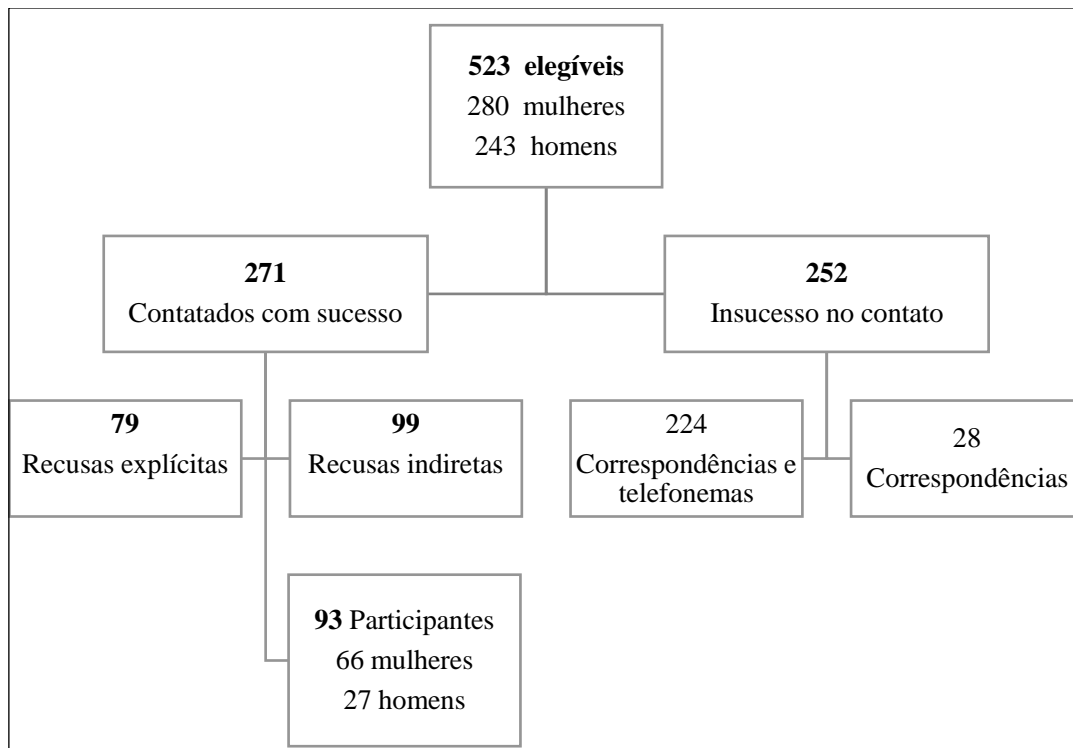 523 elegíveis
280 mulheres
243 homens
271
Contatados com sucesso
252
Insucesso no contato
79
Recusas explícitas
99
Recusas indiretas
224
Correspondências e
telefonemas
28
Correspondências
93 Participantes
66 mulheres
27 homens